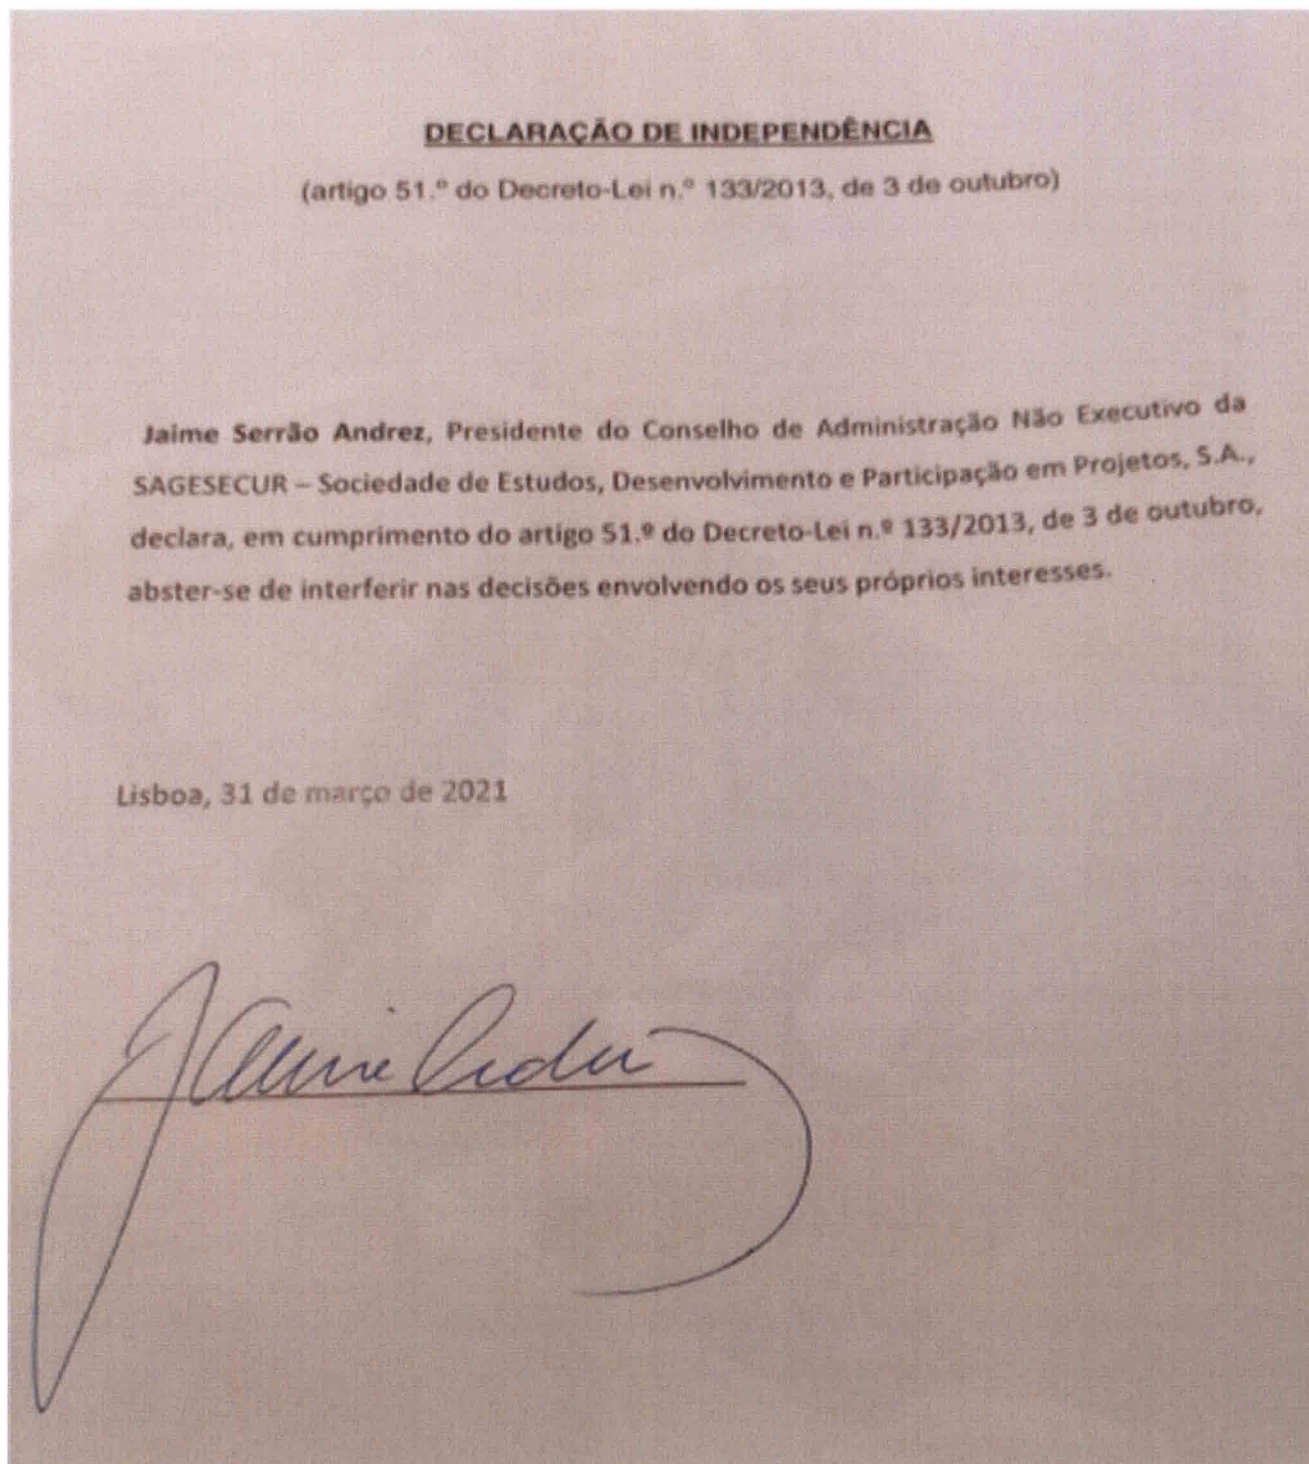 DECLARAÇÃO DE INDEPENDÊNCIA
(artigo 51.º do Decreto-Lei n.º 133/2013, de 3 de outubro)
Jaime Serrão Andrez, Presidente do Conselho de Administração Não Executivo da
SAGESECUR – Sociedade de Estudos, Desenvolvimento e Participação em Projetos, S.A.,
declara, em cumprimento do artigo 51.º do Decreto-Lei n.º 133/2013, de 3 de outubro,
abster-se de interferir nas decisões envolvendo os seus próprios interesses.
Lisboa, 31 de março de 2021
Jaime